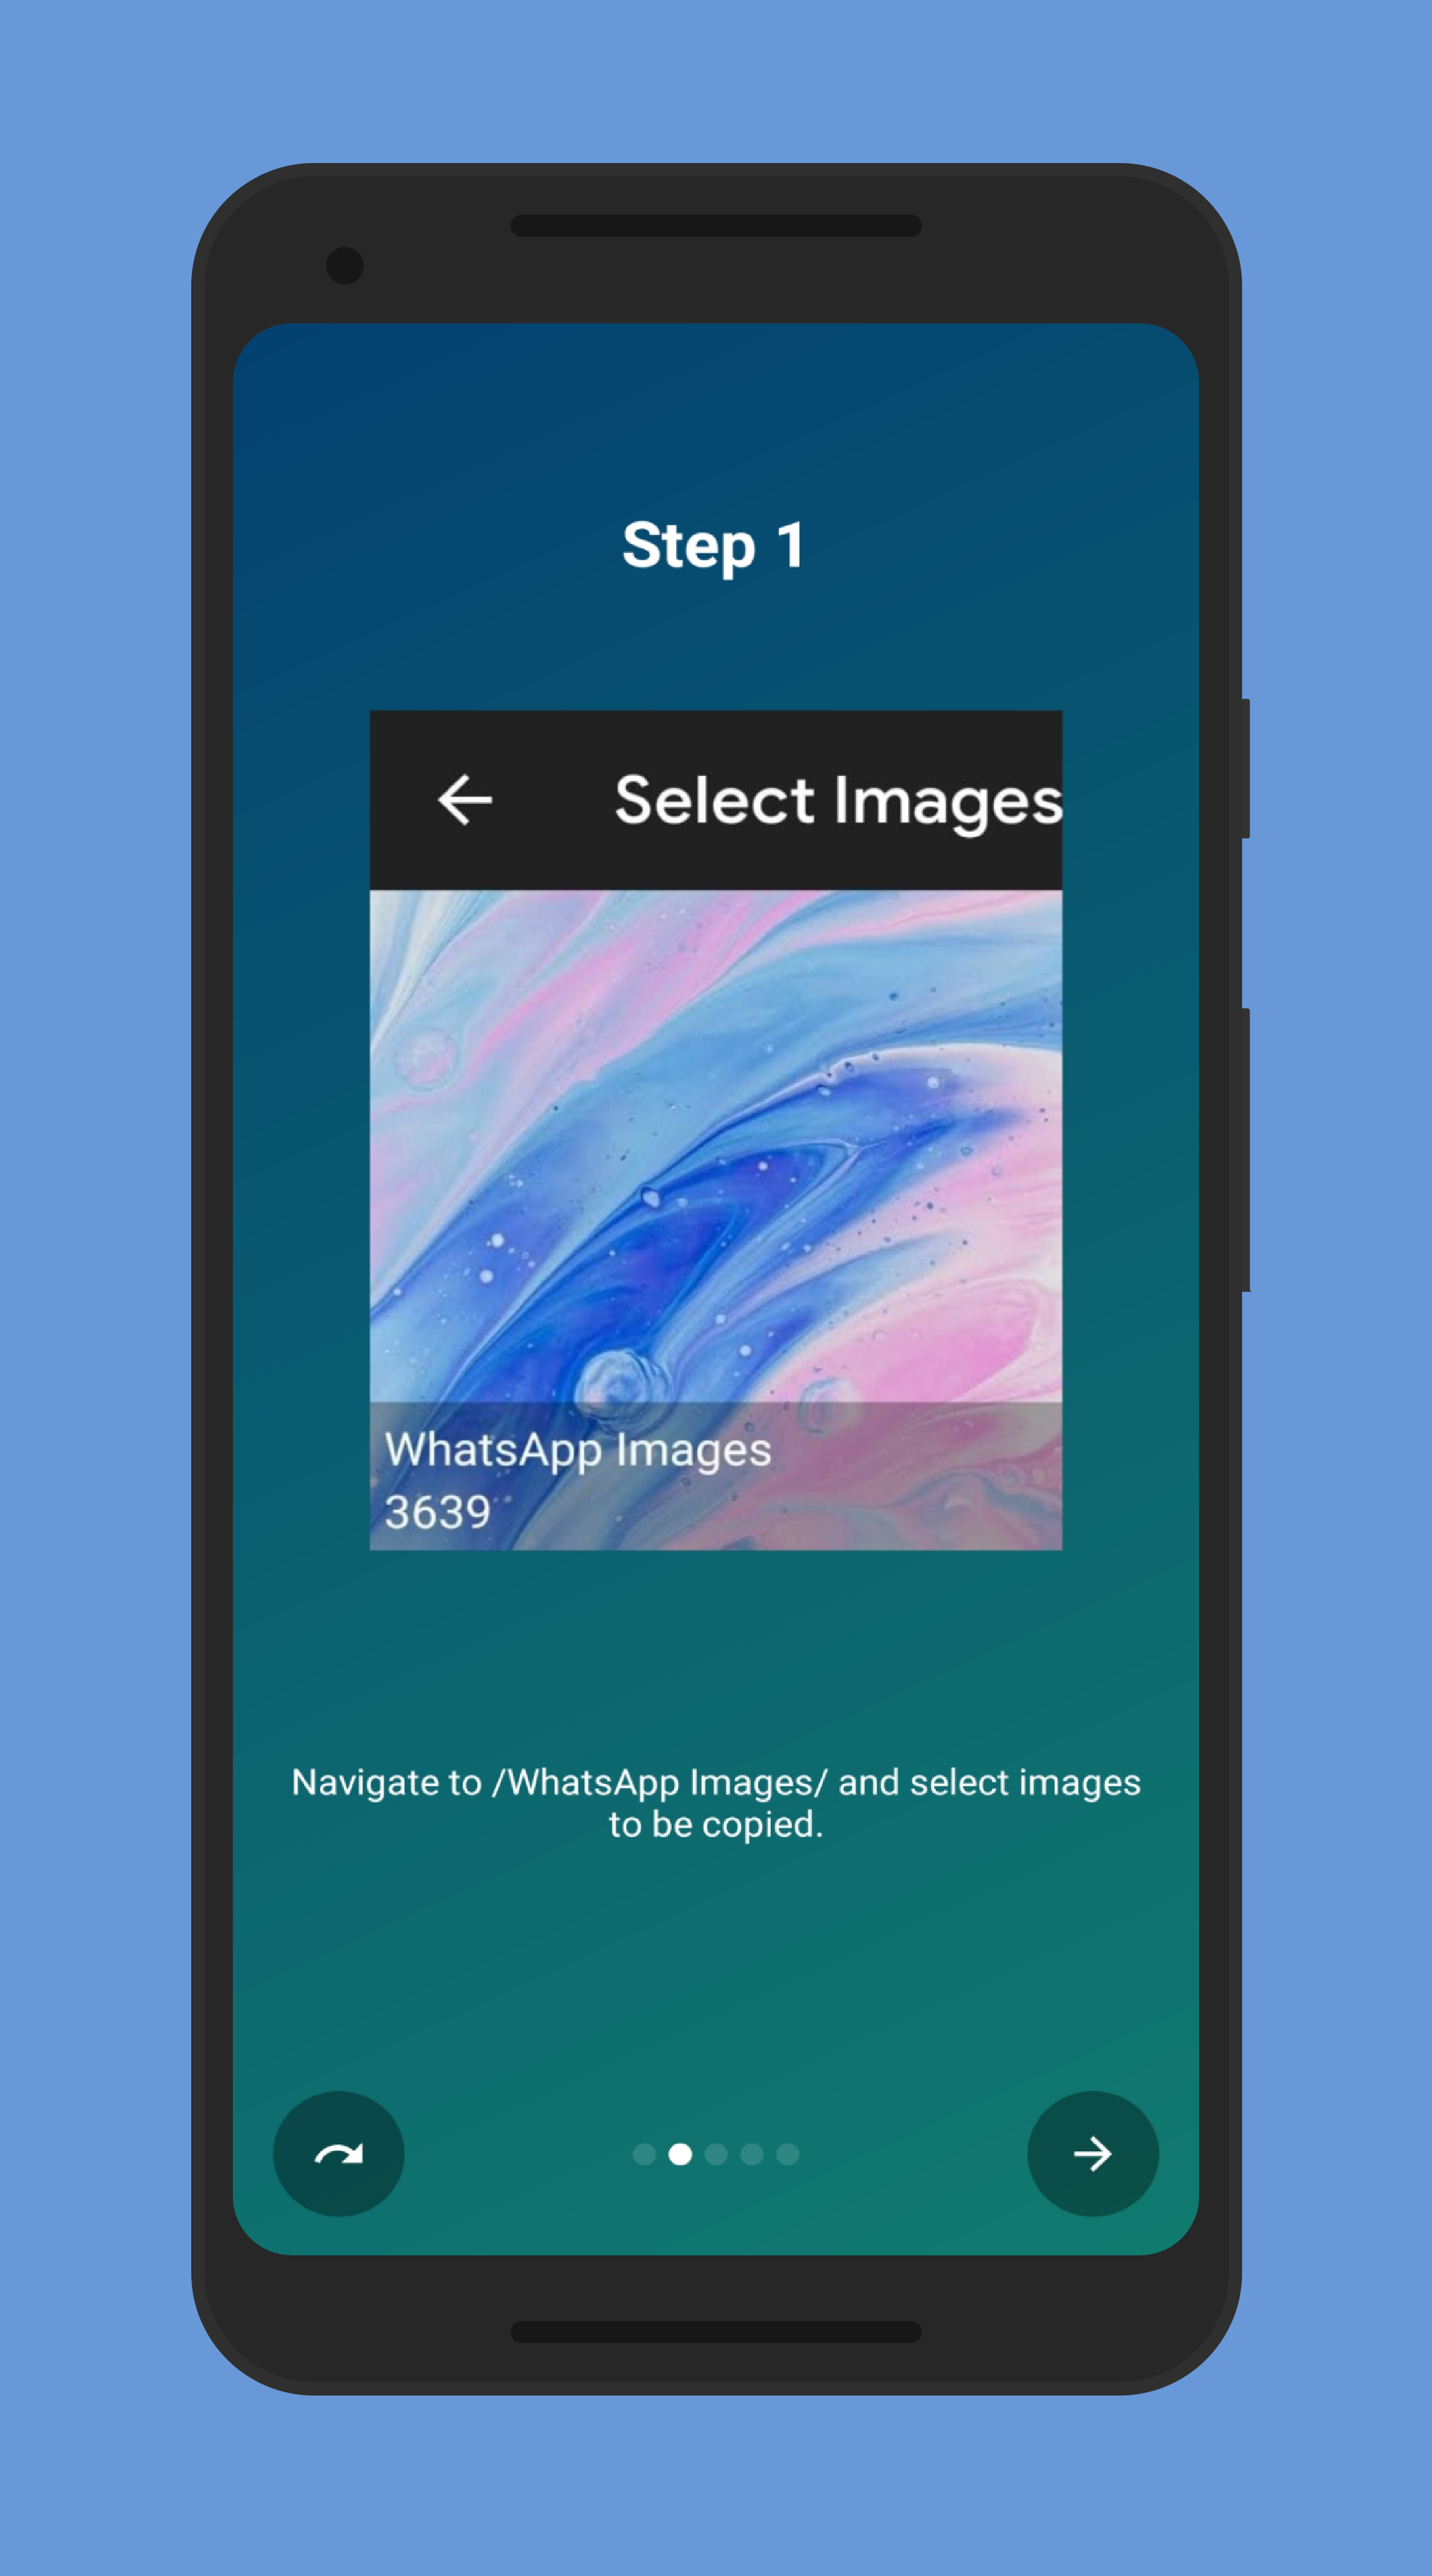 Step 1
Select Images
WhatsApp Images
3639
Navigate to /WhatsApp Images/ and select images
to be copied.